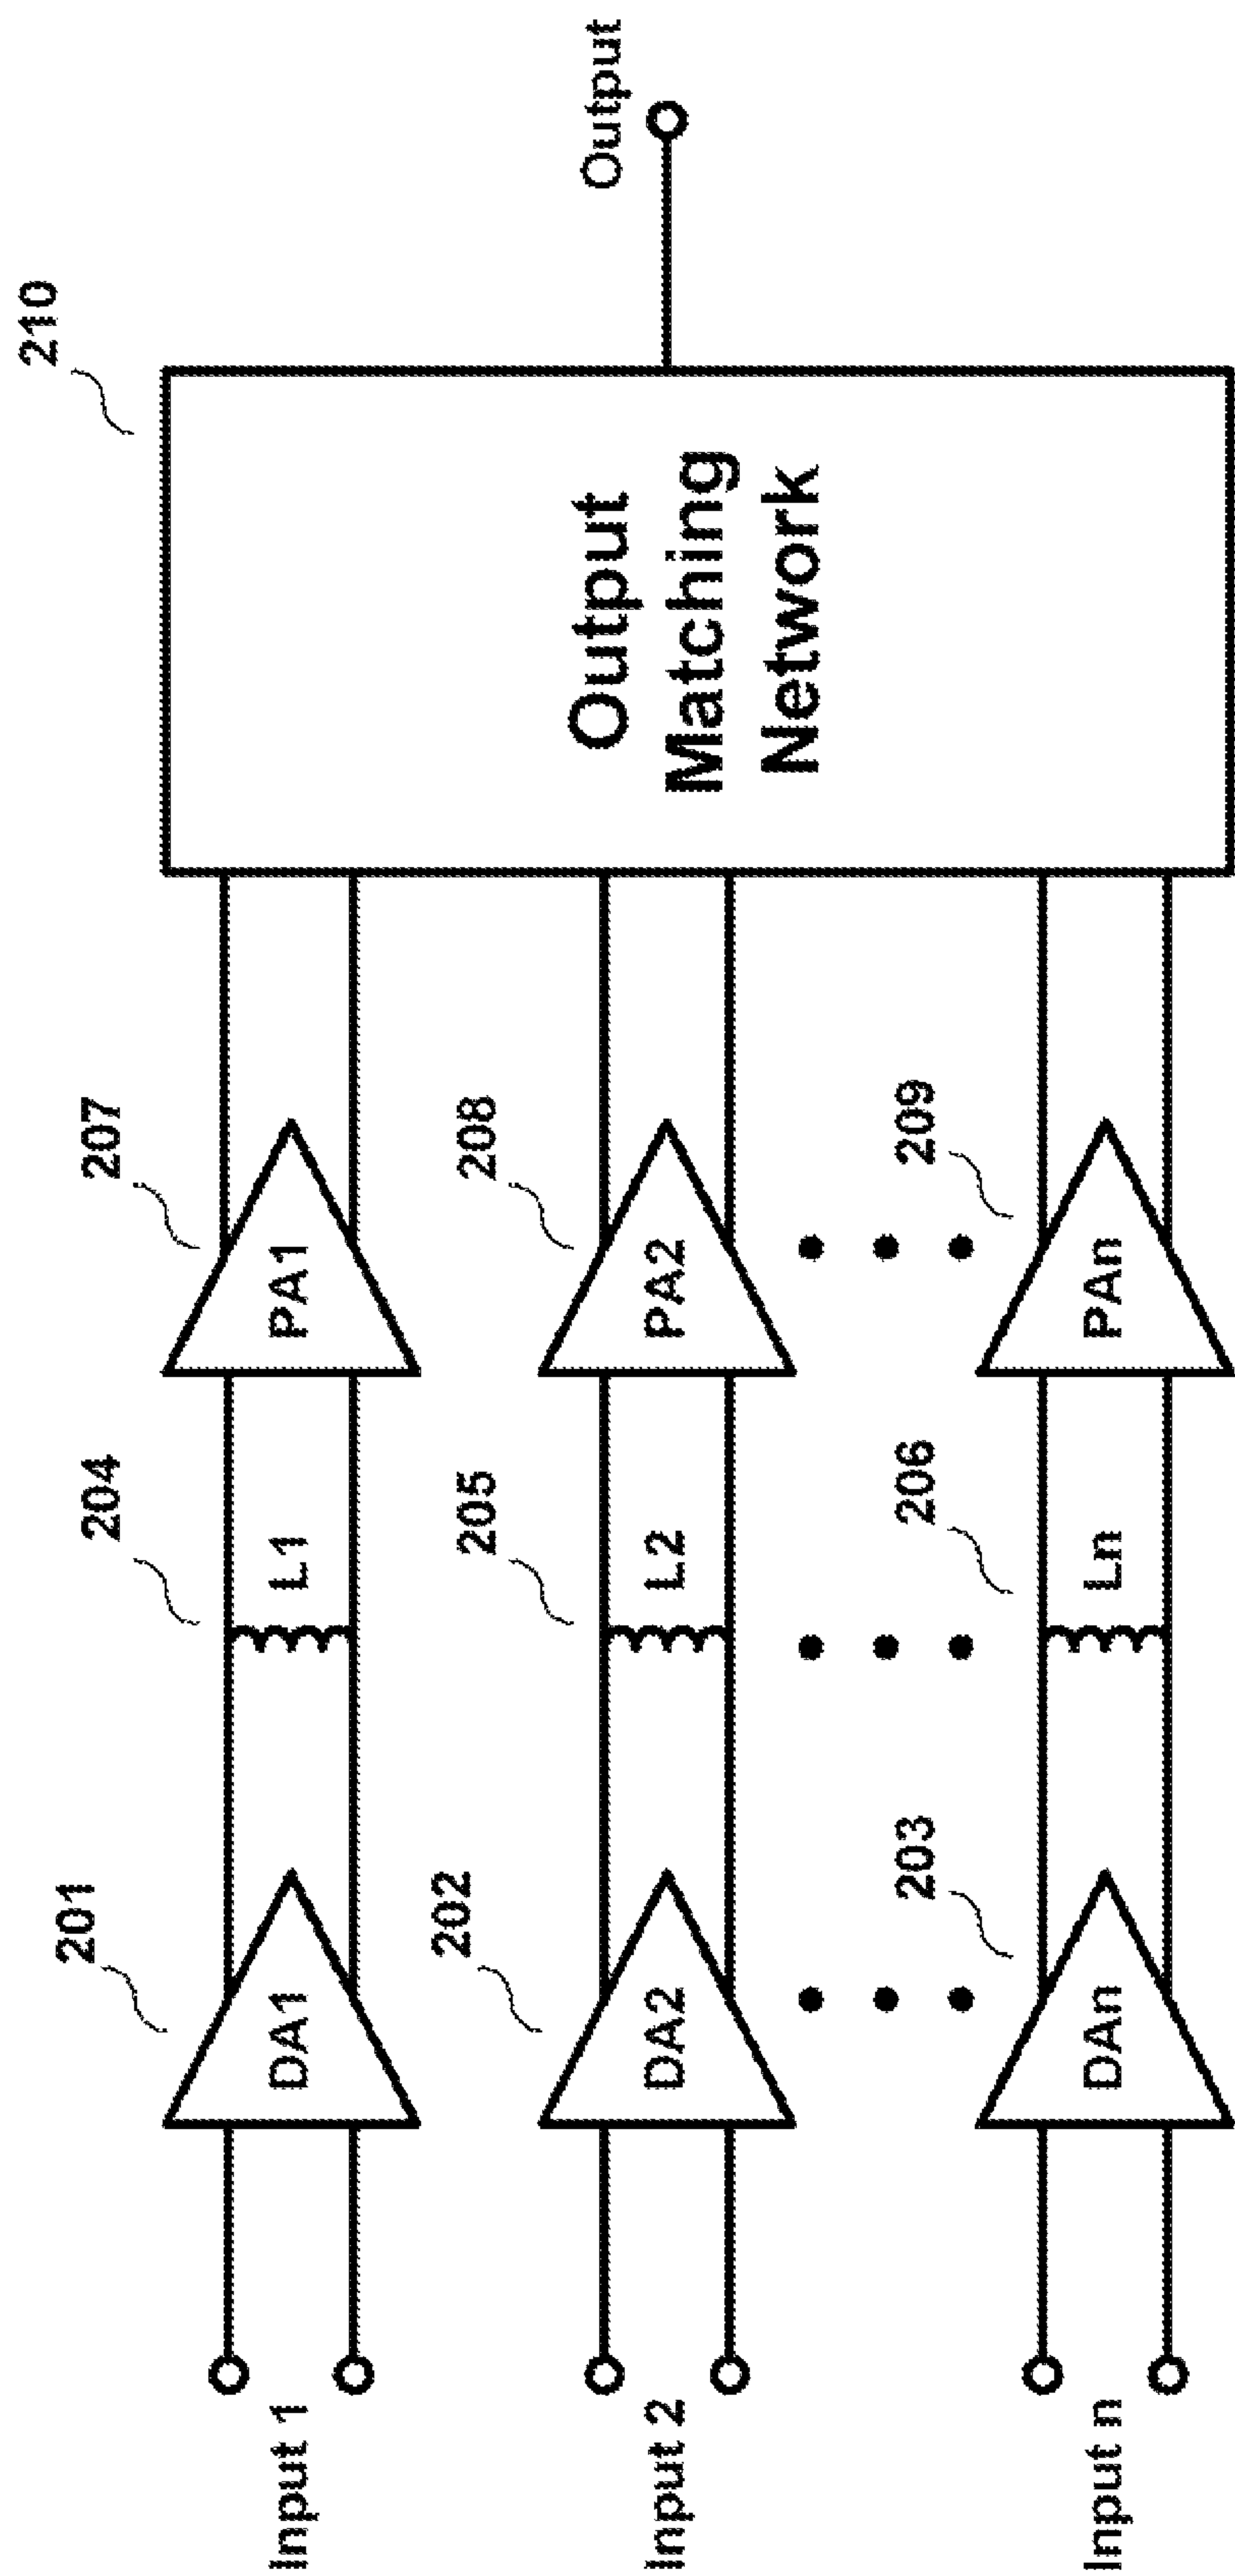 201
DA1
Input 1
204
L1
207
PA1
202
DA2
Input 2
205
L2
208
PA2
203
DAn
Input n
206
Ln
209
PAn
210
Output
Matching
Network
Output